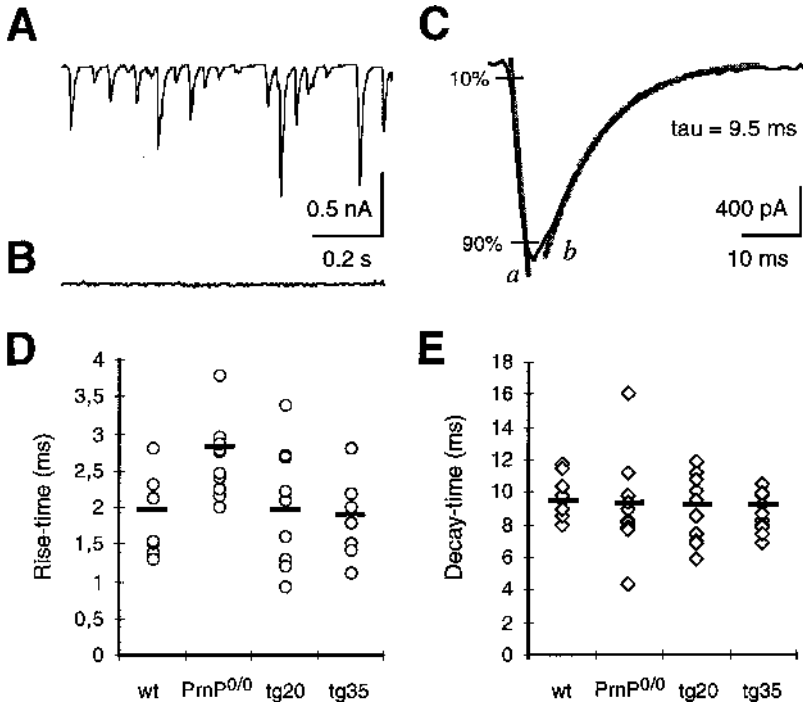 A
0.5 nA
0.2 s
B
C
10%
tau = 9.5 ms
90%
a
b
400 pA
10 ms
D
Rise-time (ms)
4
3,5
3
2,5
2
1,5
1
0,5
0
wt PrnP0/0 tg20 tg35
E
Decay-time (ms)
18
16
14
12
10
8
6
4
2
0
wt PrnP0/0 tg20 tg35